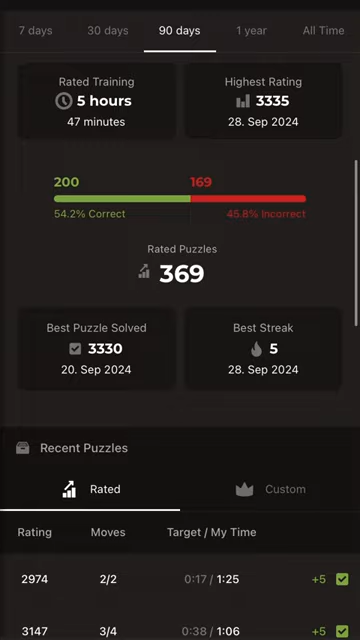 7 days 30 days 90 days 1 year All Time
Rated Training Highest Rating
5 hours 3335
47 minutes 28. Sep 2024
200 169
54.2% Correct 45.8% Incorrect
Rated Puzzles
369
Best Puzzle Solved Best Streak
3330 5
20. Sep 2024 28. Sep 2024
Recent Puzzles
Rated Custom
Rating Moves Target / My Time
2974 2/2 0:17 / 1:25 +5
3147 3/4 0:38 / 1:06 +5